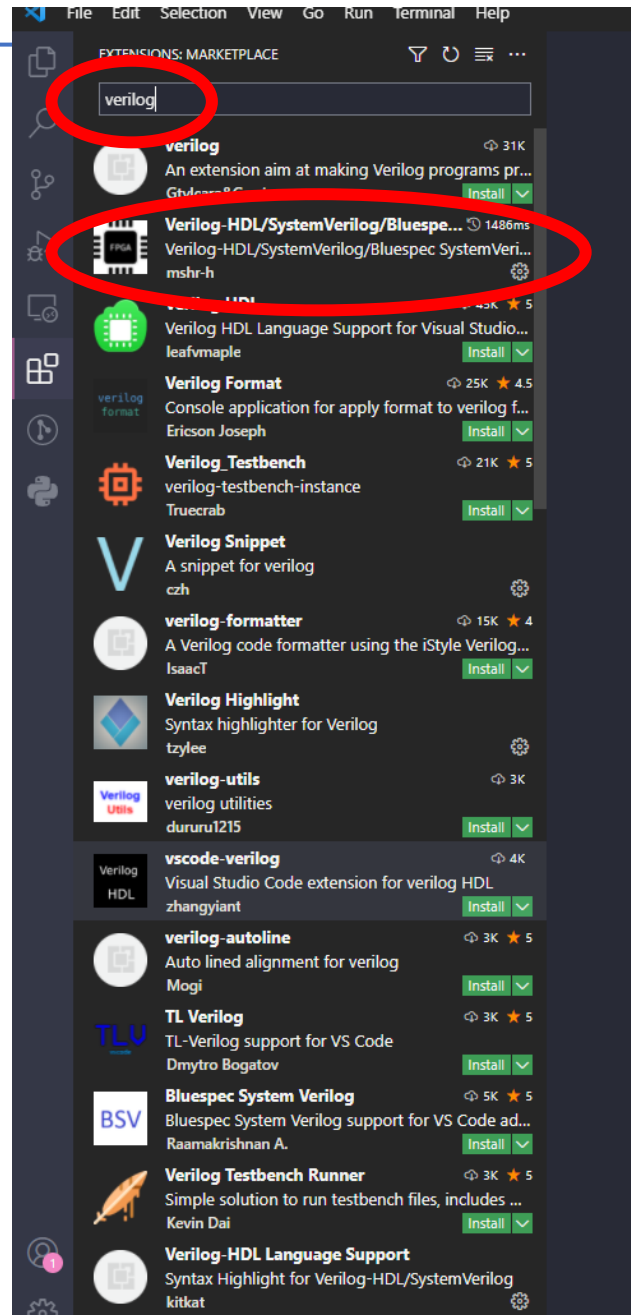 File Edit Selection View Go Run Terminal Help
EXTENSIONS: MARKETPLACE
verilog
verilog 31K
An extension aim at making Verilog programs pr...
Install
Verilog-HDL/SystemVerilog/Bluespe... 1486ms
FPGA
Verilog-HDL/SystemVerilog/Bluespec SystemVeri...
mshr-h
Verilog HDL 45K 5
Verilog HDL Language Support for Visual Studio...
leafvmaple Install
Verilog Format 25K 4.5
verilog
format
Console application for apply format to verilog f...
Ericson Joseph Install
Verilog_Testbench 21K 5
verilog-testbench-instance
Truecrab Install
V
Verilog Snippet
A snippet for verilog
czh
verilog-formatter 15K 4
A Verilog code formatter using the iStyle Verilog...
IsaacT Install
Verilog Highlight
Syntax highlighter for Verilog
tzylee
verilog-utils 3K
Verilog
Utils
verilog utilities
dururu1215 Install
vscode-verilog 4K
Verilog
HDL
Visual Studio Code extension for verilog HDL
zhangyiant Install
verilog-autoline 3K 5
Auto lined alignment for verilog
Mogi Install
TL Verilog 3K 5
TLV
vscode
TL-Verilog support for VS Code
Dmytro Bogatov Install
Bluespec System Verilog 5K 5
BSV
Bluespec System Verilog support for VS Code ad...
Raamakrishnan A. Install
Verilog Testbench Runner 3K 5
Simple solution to run testbench files, includes ...
Kevin Dai Install
Verilog-HDL Language Support
Syntax Highlight for Verilog-HDL/SystemVerilog
kitkat
1